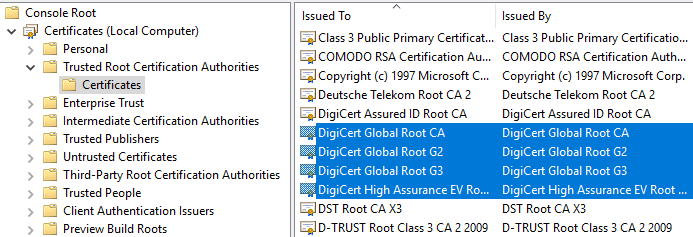 Console Root
Certificates (Local Computer)
Personal
Trusted Root Certification Authorities
Certificates
Enterprise Trust
Intermediate Certification Authorities
Trusted Publishers
Untrusted Certificates
Third-Party Root Certification Authorities
Trusted People
Client Authentication Issuers
Preview Build Roots
Issued To Issued By
Class 3 Public Primary Certificat... Class 3 Public Primary Certificatio...
COMODO RSA Certification Au... COMODO RSA Certification Auth...
Copyright (c) 1997 Microsoft C... Copyright (c) 1997 Microsoft Corp.
Deutsche Telekom Root CA 2 Deutsche Telekom Root CA 2
DigiCert Assured ID Root CA DigiCert Assured ID Root CA
DigiCert Global Root CA DigiCert Global Root CA
DigiCert Global Root G2 DigiCert Global Root G2
DigiCert Global Root G3 DigiCert Global Root G3
DigiCert High Assurance EV Ro... DigiCert High Assurance EV Root ...
DST Root CA X3 DST Root CA X3
D-TRUST Root Class 3 CA 2 2009 D-TRUST Root Class 3 CA 2 2009